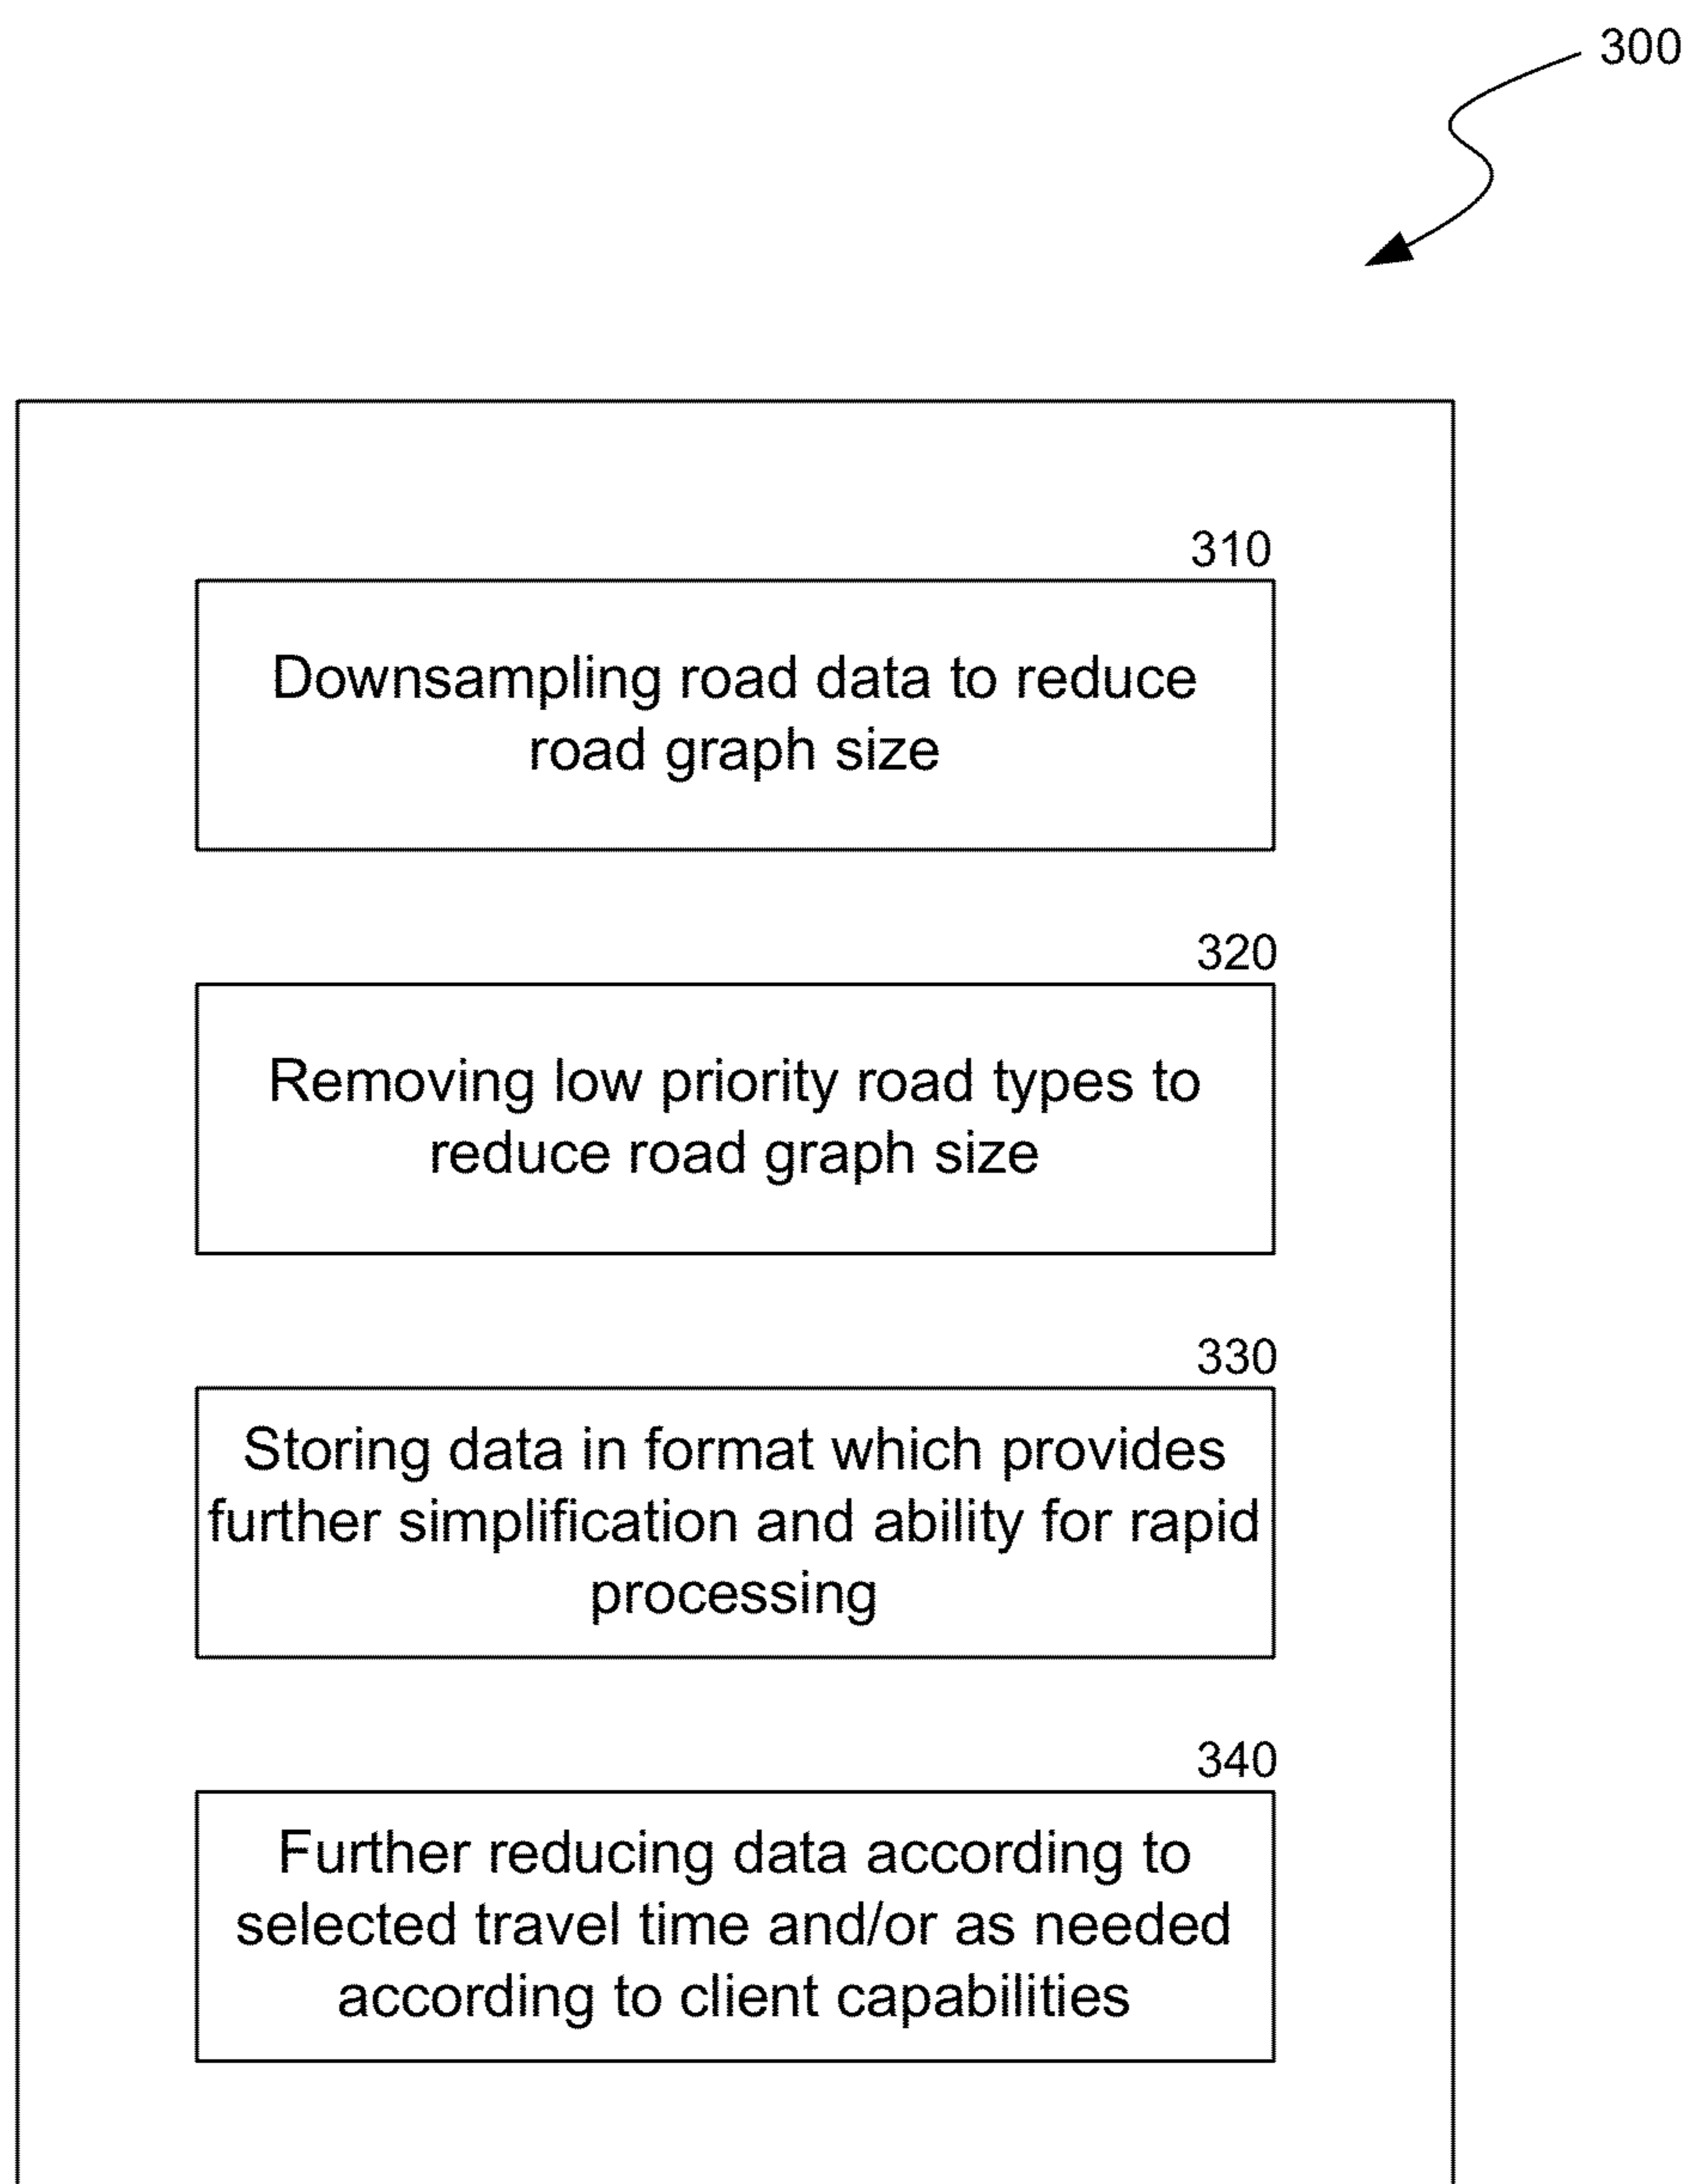 300
310
Downsampling road data to reduce
road graph size
320
Removing low priority road types to
reduce road graph size
330
Storing data in format which provides
further simplification and ability for rapid
processing
340
Further reducing data according to
selected travel time and/or as needed
according to client capabilities